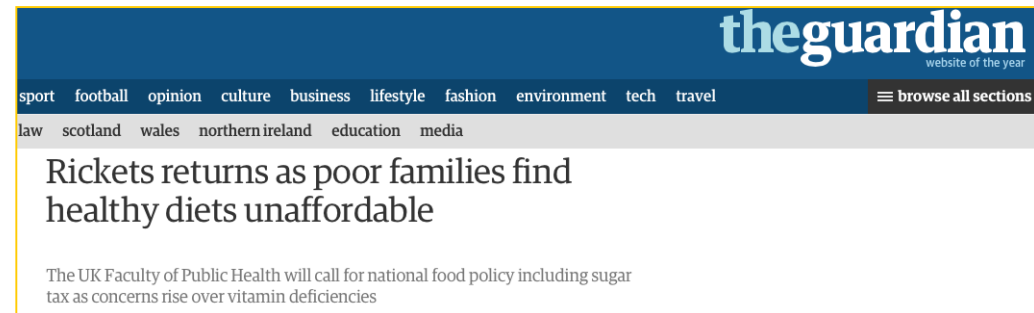 theguardian
website of the year
sport football opinion culture business lifestyle fashion environment tech travel browse all sections
law scotland wales northern ireland education media
Rickets returns as poor families find
healthy diets unaffordable
The UK Faculty of Public Health will call for national food policy including sugar
tax as concerns rise over vitamin deficiencies